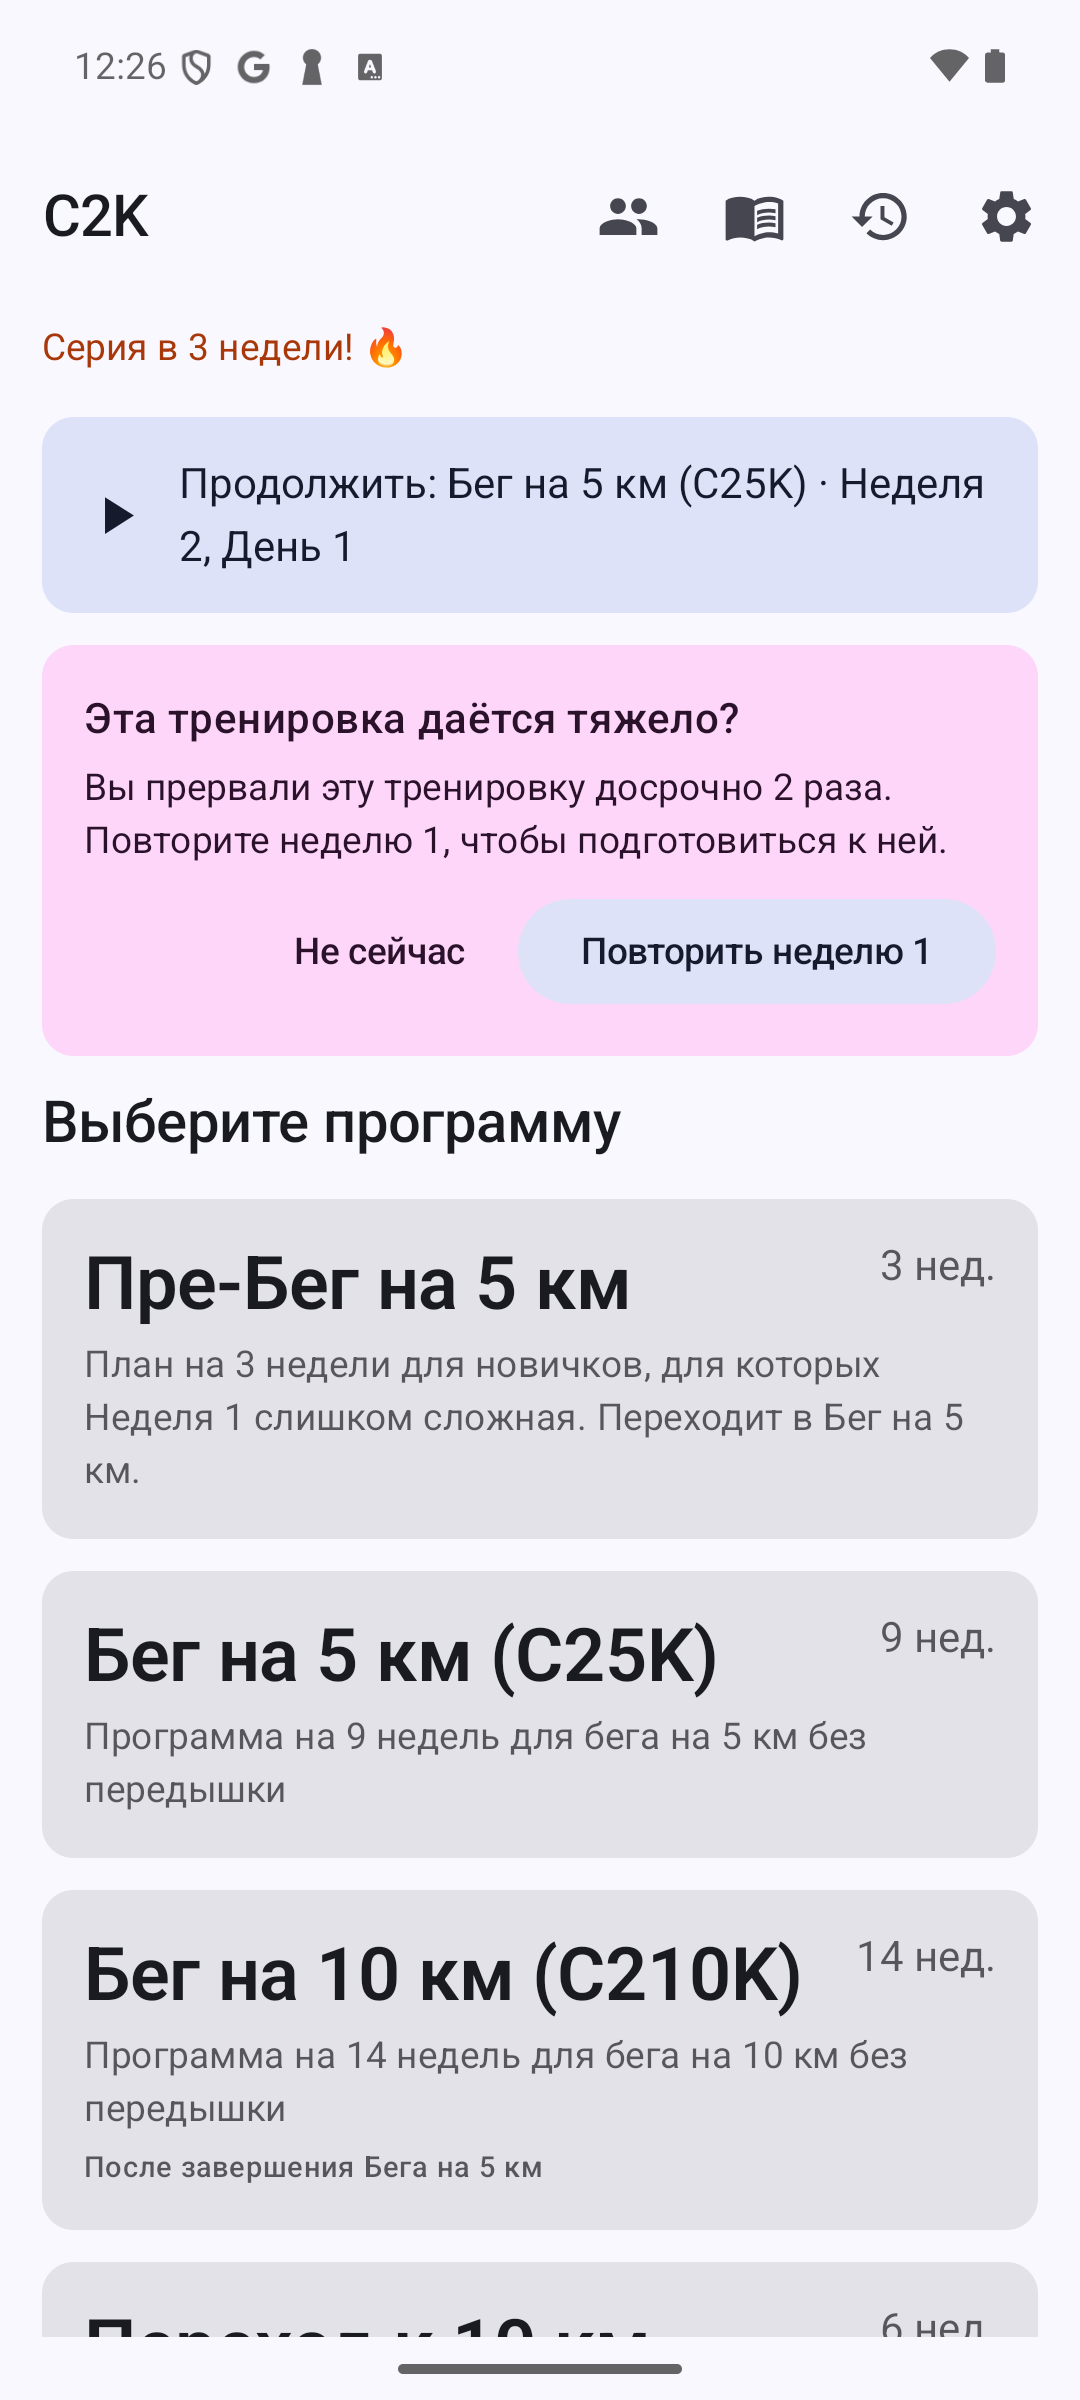 12:26
C2K
Серия в 3 недели! 🔥
Продолжить: Бег на 5 км (C25K) · Неделя
2, День 1
Эта тренировка даётся тяжело?
Вы прервали эту тренировку досрочно 2 раза.
Повторите неделю 1, чтобы подготовиться к ней.
Не сейчас
Повторить неделю 1
Выберите программу
Пре-Бег на 5 км
3 нед.
План на 3 недели для новичков, для которых
Неделя 1 слишком сложная. Переходит в Бег на 5
км.
Бег на 5 км (C25K)
9 нед.
Программа на 9 недель для бега на 5 км без
передышки
Бег на 10 км (C210K)
14 нед.
Программа на 14 недель для бега на 10 км без
передышки
После завершения Бега на 5 км
Переход к 10 км
6 нед.